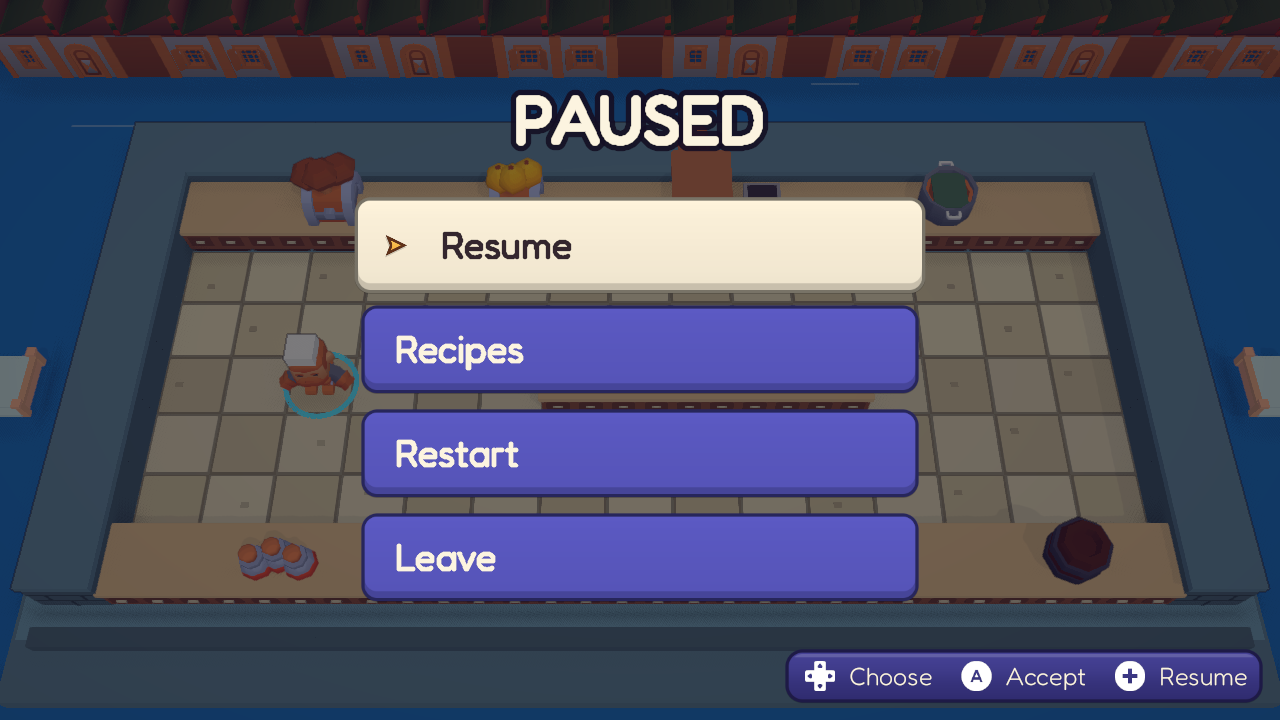 PAUSED
Resume
Recipes
Restart
Leave
Choose A Accept Resume